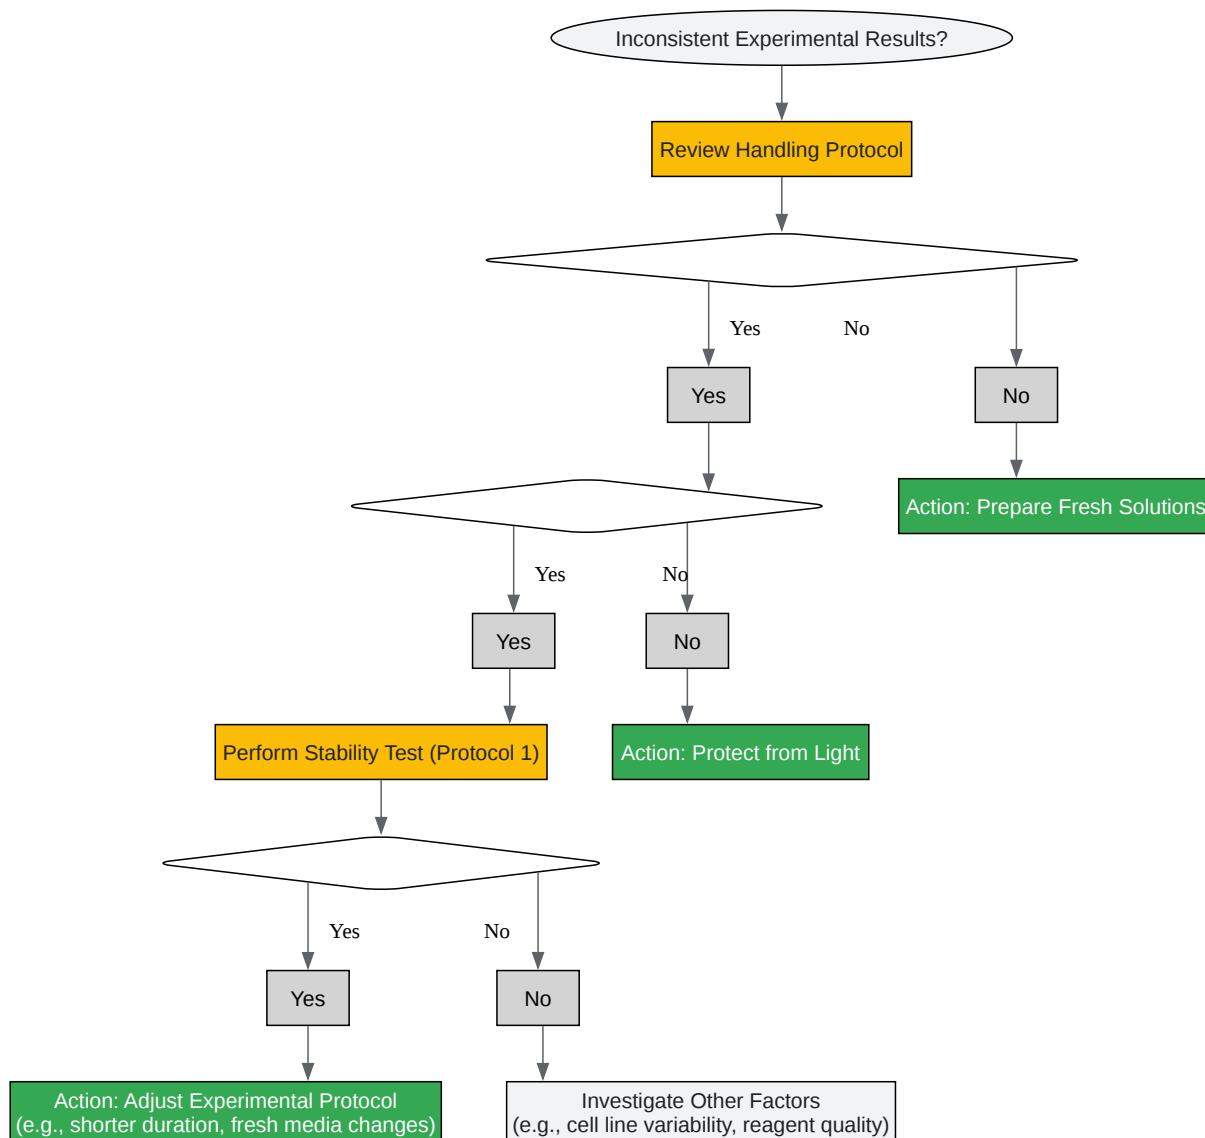 Inconsistent Experimental Results?
Review Handling Protocol
Yes
No
Yes
No
Action: Prepare Fresh Solutions
Yes
No
Yes
No
Perform Stability Test (Protocol 1)
Action: Protect from Light
Yes
No
Yes
No
Action: Adjust Experimental Protocol
(e.g., shorter duration, fresh media changes)
Investigate Other Factors
(e.g., cell line variability, reagent quality)